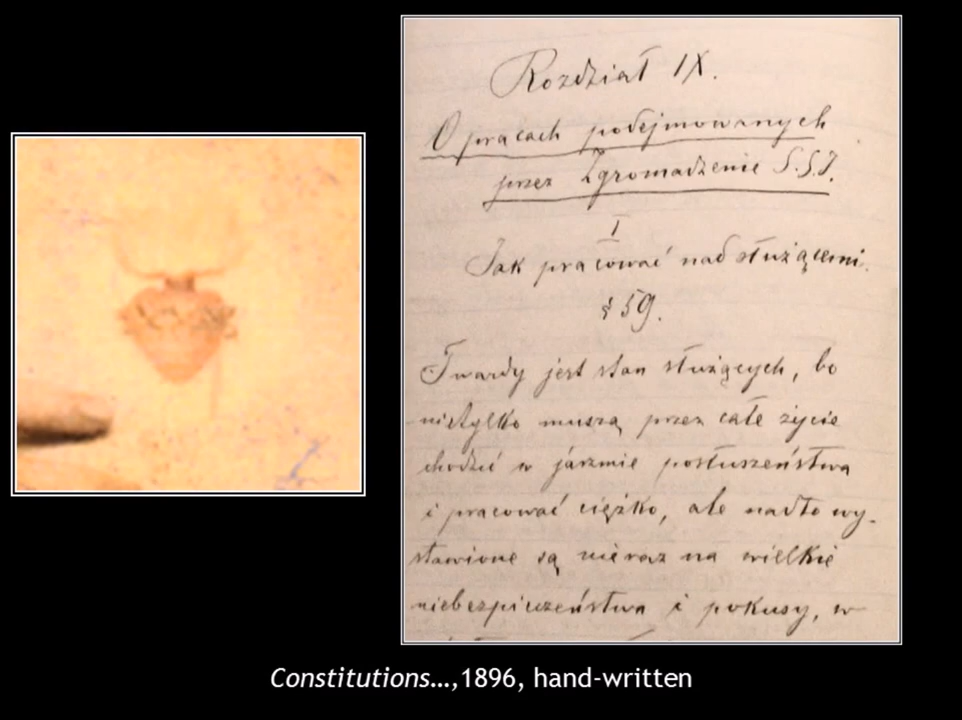 Rozdział IX.
O pracach podejmowanych
przez Zgromadzenie S.S.J.
I
Jak pracować nad służącemi.
§ 59.
Twardy jest stan służących, bo
nietylko muszą przez całe życie
chodzić w jarzmie posłuszeństwa
i pracować ciężko, ale nadto wy-
stawione są nieraz na wielkie
niebezpieczeństwa i pokusy, w
Constitutions…,1896, hand-written